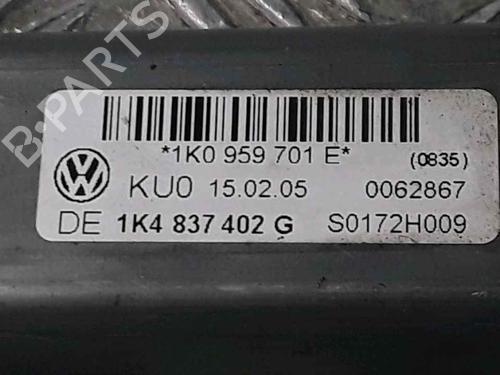 B-PARTS
*1K0 959 701 E*
(0835)
KU0 15.02.05 0062867
DE 1K4 837 402 G S0172H009